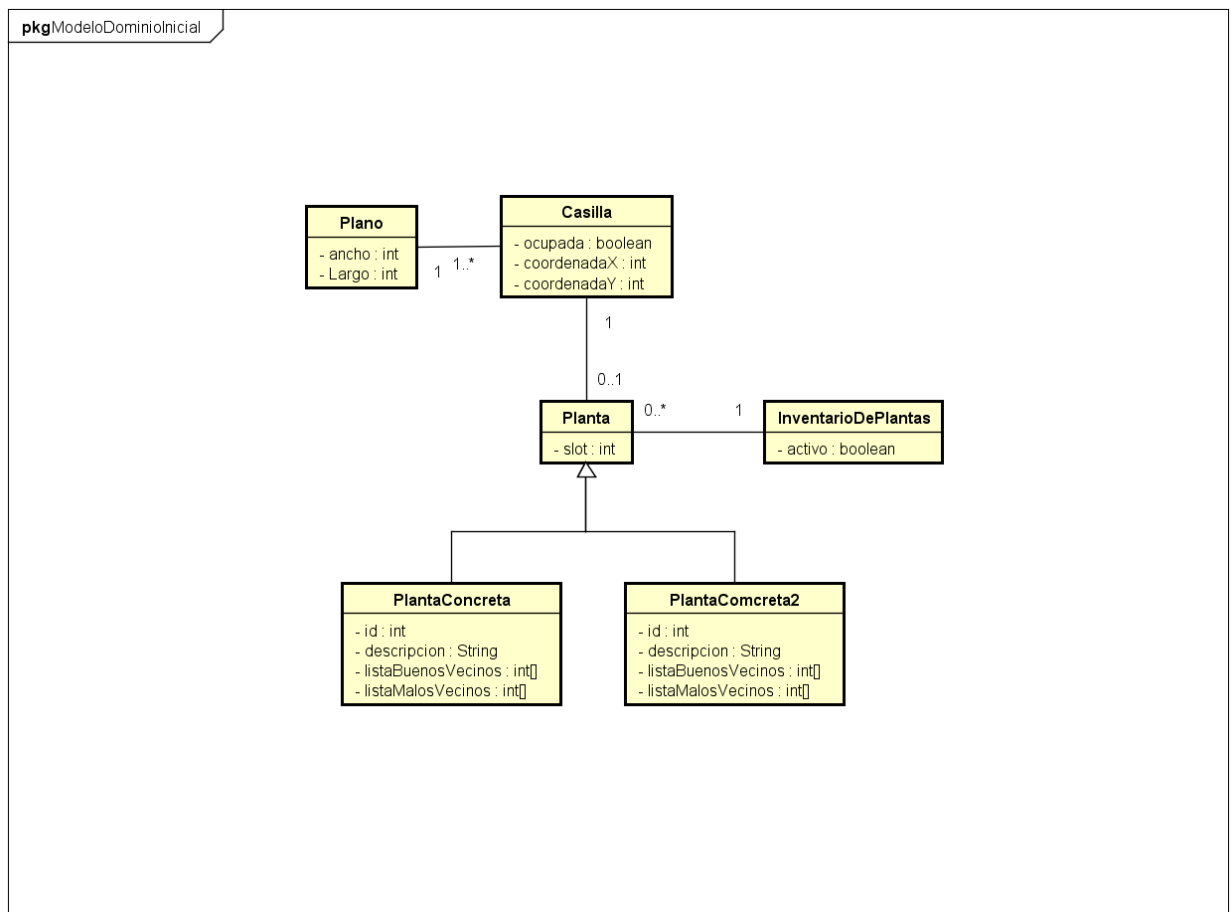 pkg ModeloDominioInicial
Plano
- ancho : int
- Largo : int
1
1..*
Casilla
- ocupada : boolean
- coordenadaX : int
- coordenadaY : int
1
0..1
Planta
- slot : int
0..*
1
InventarioDePlantas
- activo : boolean
PlantaConcreta
- id : int
- descripcion : String
- listaBuenosVecinos : int[]
- listaMalosVecinos : int[]
PlantaComcreta2
- id : int
- descripcion : String
- listaBuenosVecinos : int[]
- listaMalosVecinos : int[]